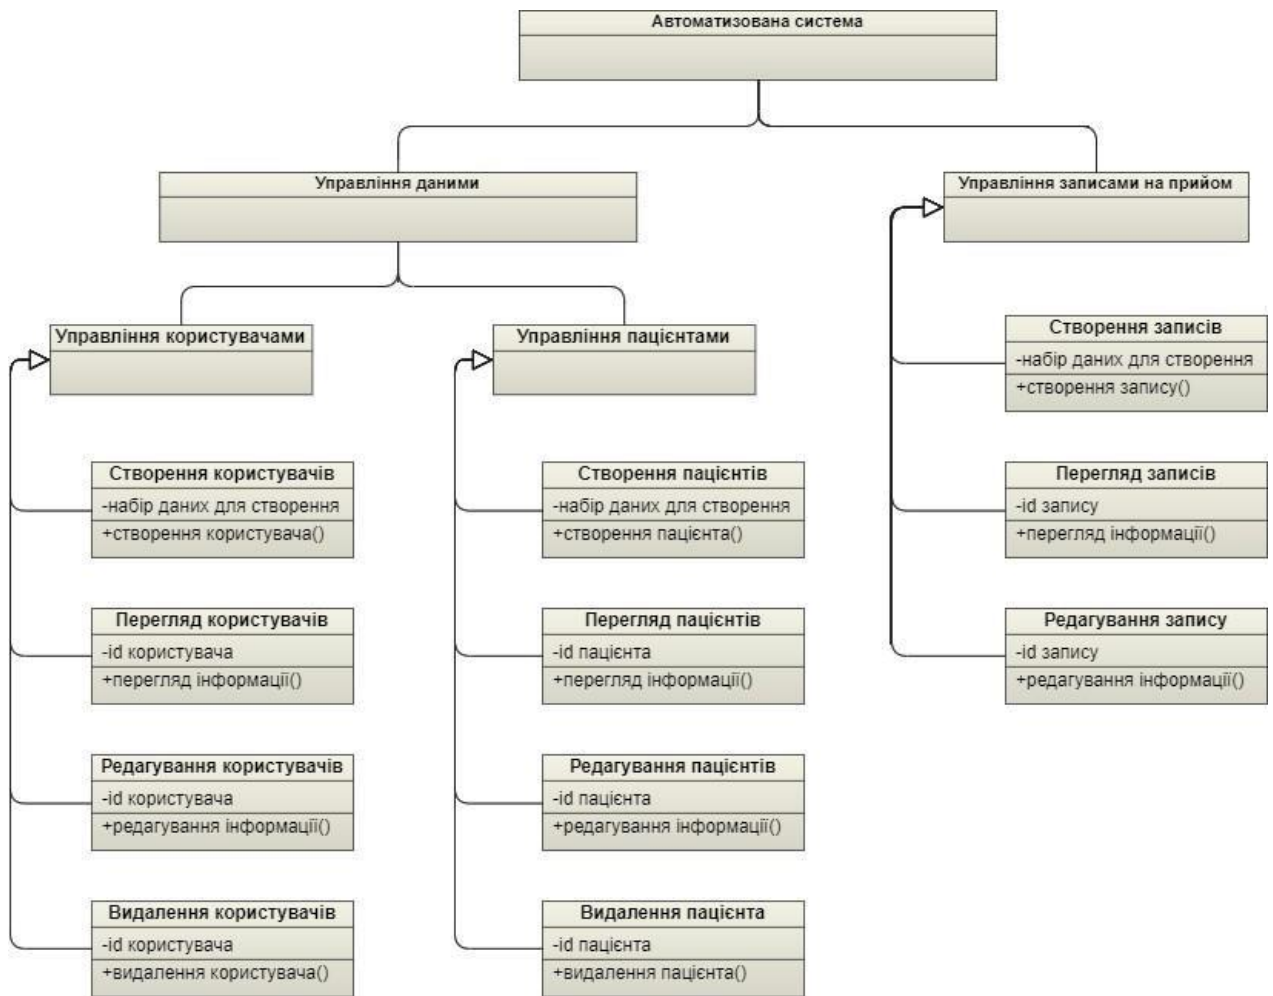 Автоматизована система
Управління даними
Управління записами на прийом
Управління користувачами
Управління пацієнтами
Створення записів
-набір даних для створення
+створення запису()
Створення користувачів
-набір даних для створення
+створення користувача()
Створення пацієнтів
-набір даних для створення
+створення пацієнта()
Перегляд записів
-id запису
+перегляд інформації()
Перегляд користувачів
-id користувача
+перегляд інформації()
Перегляд пацієнтів
-id пацієнта
+перегляд інформації()
Редагування запису
-id запису
+редагування інформації()
Редагування користувачів
-id користувача
+редагування інформації()
Редагування пацієнтів
-id пацієнта
+редагування інформації()
Видалення користувачів
-id користувача
+видалення користувача()
Видалення пацієнта
-id пацієнта
+видалення пацієнта()